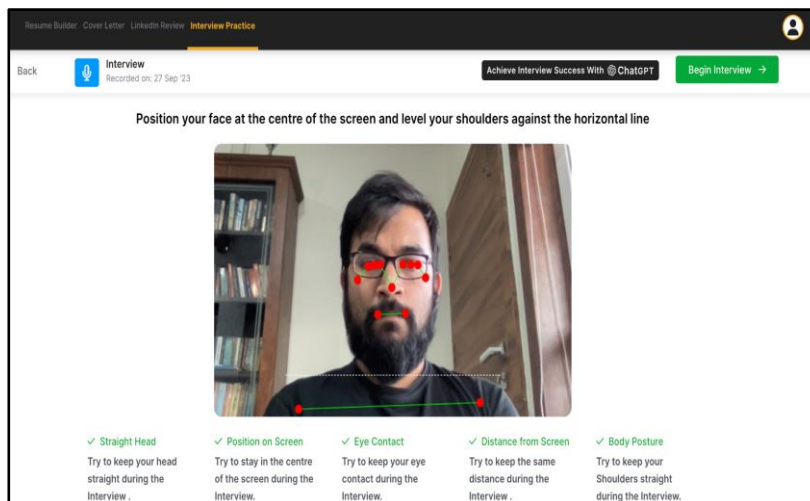 Resume Builder Cover Letter LinkedIn Review Interview Practice
Back
Interview
Recorded on: 27 Sep '23
Achieve Interview Success With ChatGPT
Begin Interview →
Position your face at the centre of the screen and level your shoulders against the horizontal line
✓ Straight Head
Try to keep your head
straight during the
Interview .
✓ Position on Screen
Try to stay in the centre
of the screen during the
Interview.
✓ Eye Contact
Try to keep your eye
contact during the
Interview.
✓ Distance from Screen
Try to keep the same
distance during the
Interview .
✓ Body Posture
Try to keep your
Shoulders straight
during the Interview.